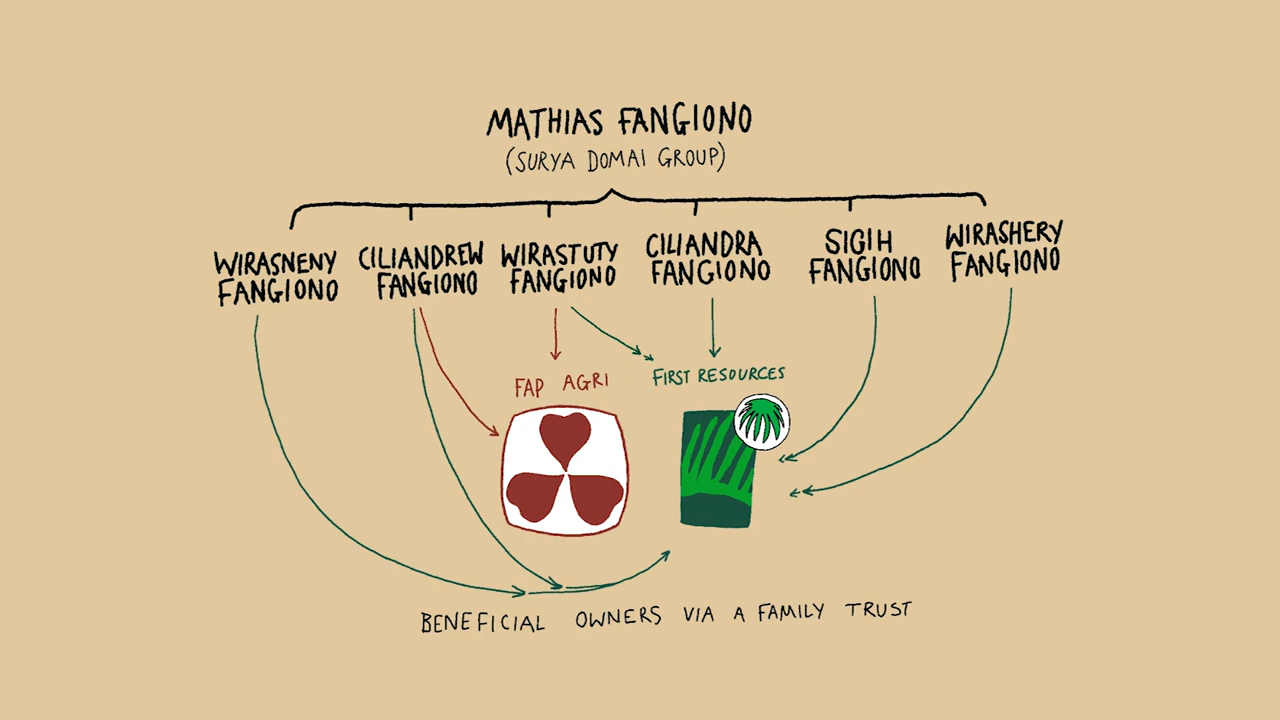 MATHIAS FANGIONO
(SURYA DOMAI GROUP)
WIRASNENY
FANGIONO
CILIANDREW
FANGIONO
WIRASTUTY
FANGIONO
CILIANDRA
FANGIONO
SIGIH
FANGIONO
WIRASHERY
FANGIONO
FAP AGRI
FIRST RESOURCES
BENEFICIAL OWNERS VIA A FAMILY TRUST